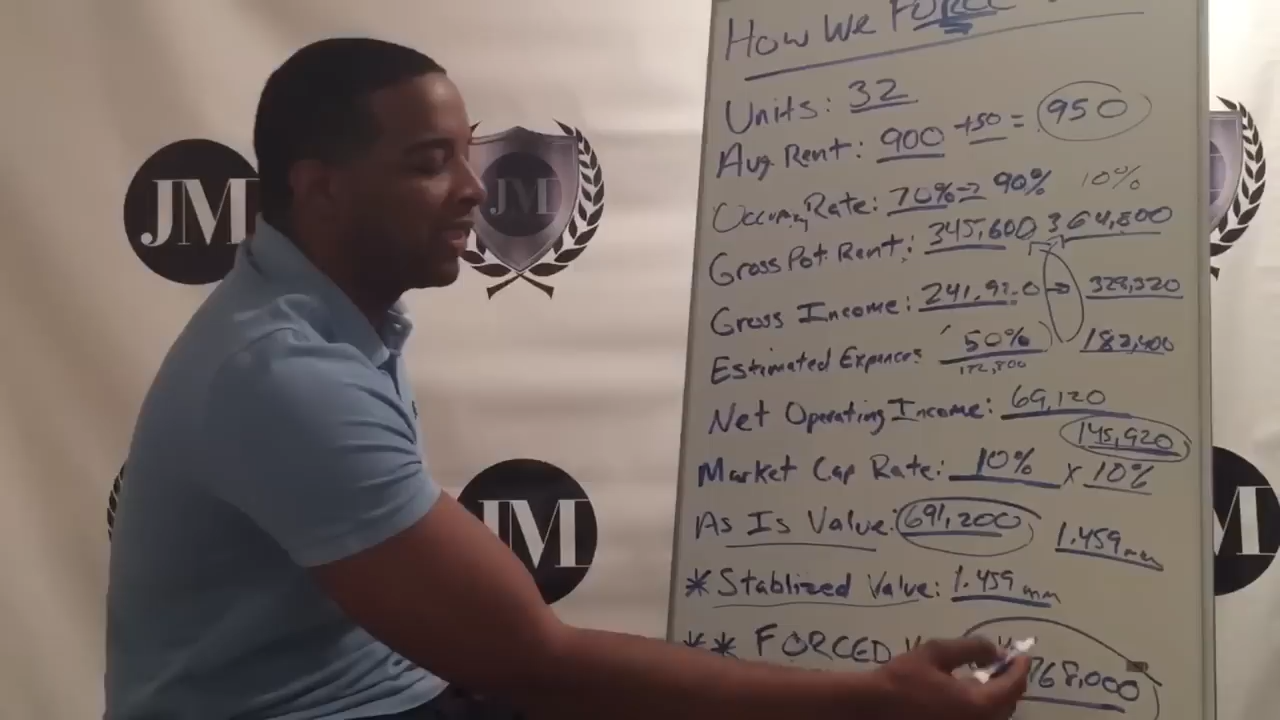 How We FORCE
Units: 32
Avg Rent: 900 +50 = 950
Occupancy Rate: 70% => 90% 10%
Gross Pot. Rent: 345,600 364,800
Gross Income: 241,920 328,320
Estimated Expences 50% 182,400
172,800
Net Operating Income: 69,120
145,920
Market Cap Rate: 10% x 10%
As Is Value: 691,200 1.459mm
* Stablized Value: 1.459mm
** FORCED
768,000
JM
JM
JM
JM